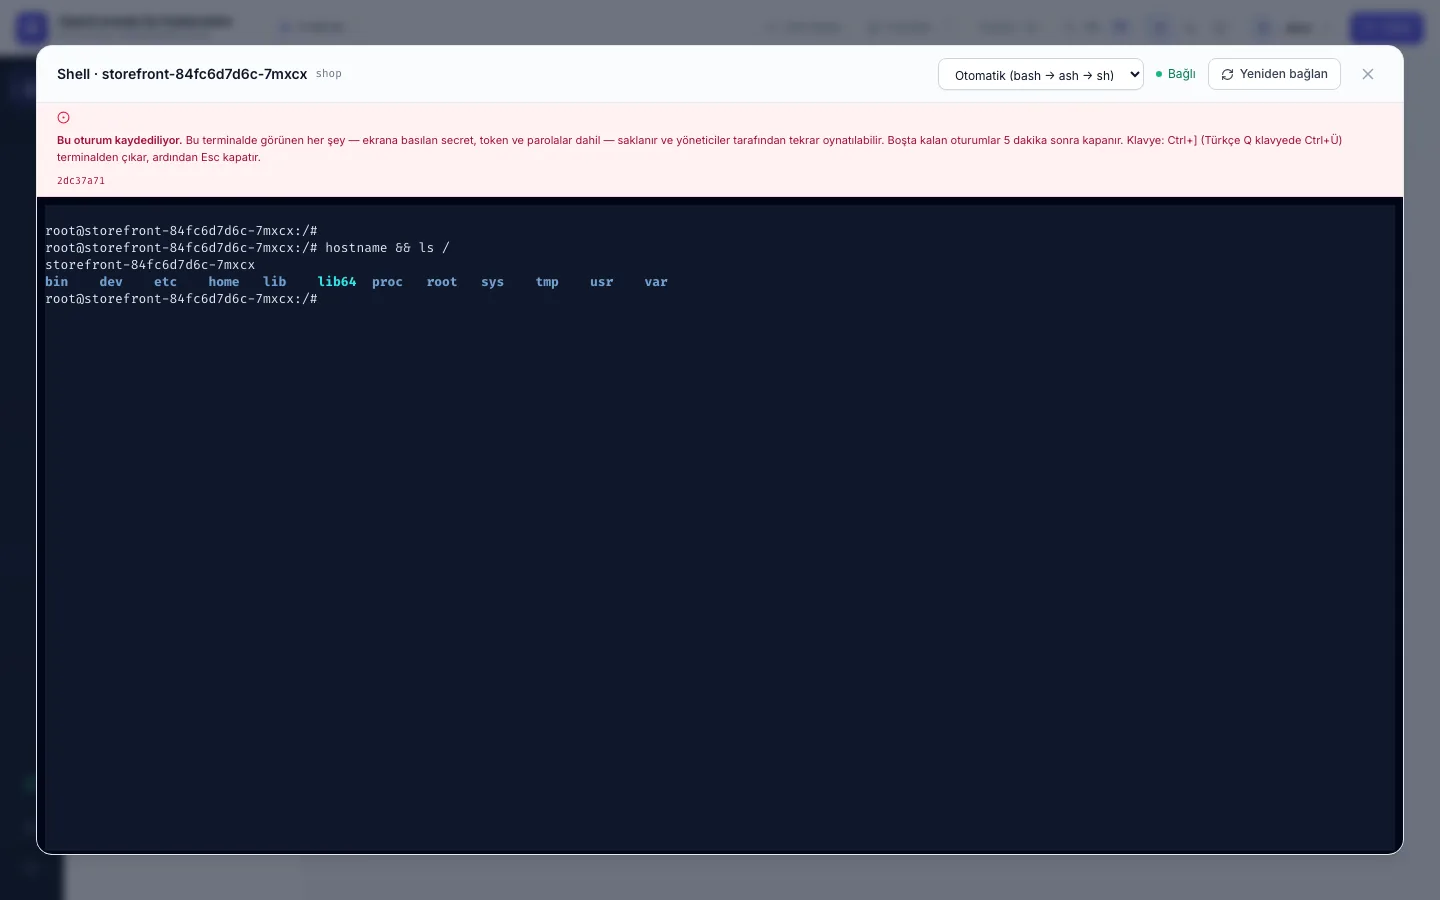 Shell · storefront-84fc6d7d6c-7mxcx shop
Otomatik (bash → ash → sh)
Bağlı
Yeniden bağlan
Bu oturum kaydediliyor. Bu terminalde görünen her şey — ekrana basılan secret, token ve parolalar dahil — saklanır ve yöneticiler tarafından tekrar oynatılabilir. Boşta kalan oturumlar 5 dakika sonra kapanır. Klavye: Ctrl+] (Türkçe Q klavyede Ctrl+Ü)
terminalden çıkar, ardından Esc kapatır.
2dc37a71
root@storefront-84fc6d7d6c-7mxcx:/#
root@storefront-84fc6d7d6c-7mxcx:/# hostname && ls /
storefront-84fc6d7d6c-7mxcx
bin dev etc home lib lib64 proc root sys tmp usr var
root@storefront-84fc6d7d6c-7mxcx:/#